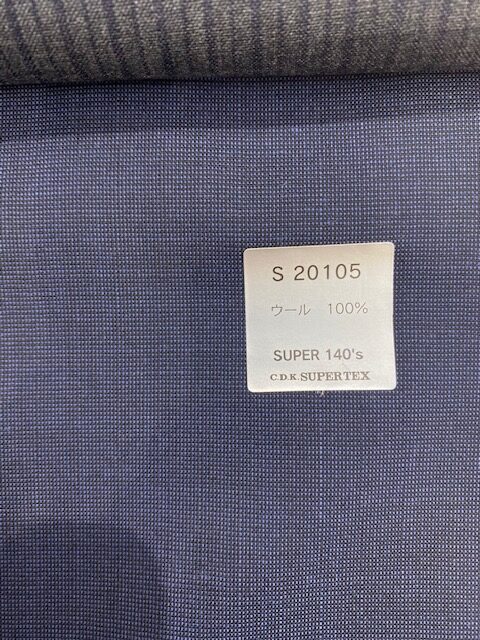 S 20105
ウール 100%
SUPER 140's
C.D.K. SUPERTEX